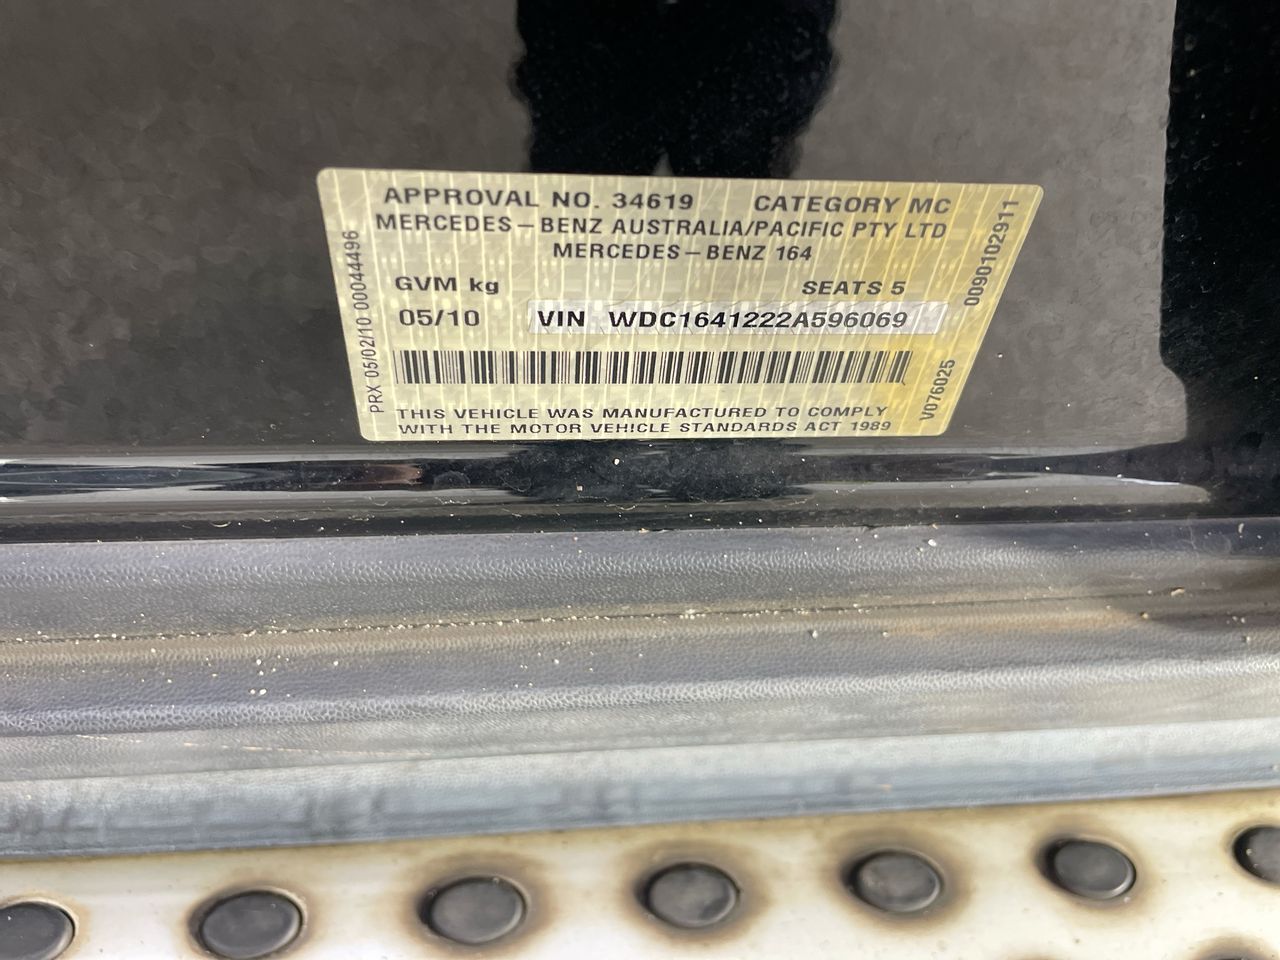 APPROVAL NO. 34619 CATEGORY MC
MERCEDES-BENZ AUSTRALIA/PACIFIC PTY LTD
MERCEDES-BENZ 164
GVM kg SEATS 5
05/10 VIN WDC1641222A596069
THIS VEHICLE WAS MANUFACTURED TO COMPLY
WITH THE MOTOR VEHICLE STANDARDS ACT 1989
PRX 05/02/10 00044496
0090102911
V076025